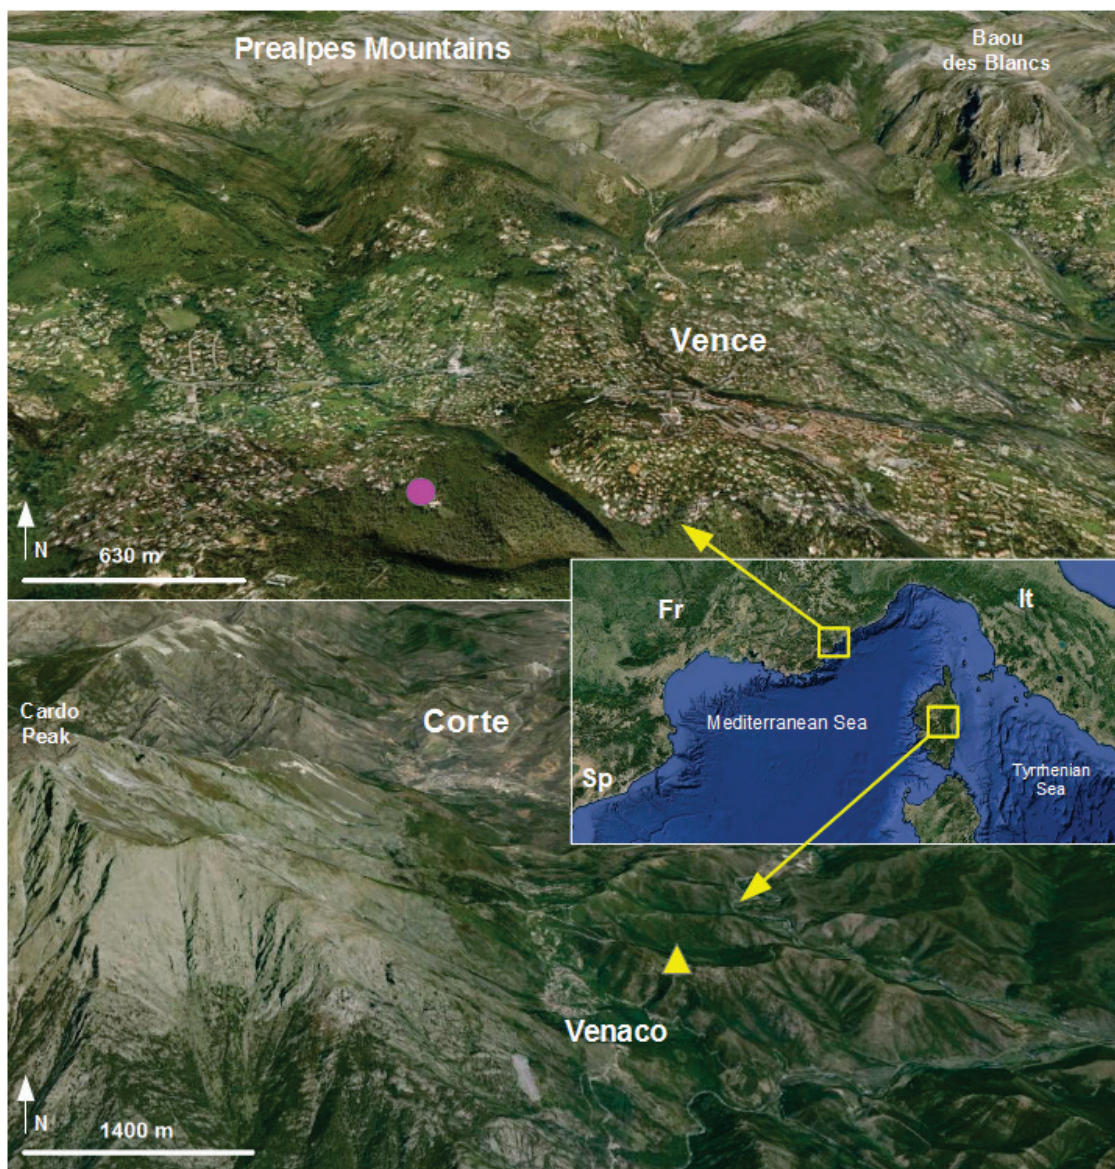 Prealpes Mountains
Baou
des Blancs
Vence
N
630 m
Fr
It
Mediterranean Sea
Sp
Tyrrhenian
Sea
Cardo
Peak
Corte
Venaco
N
1400 m